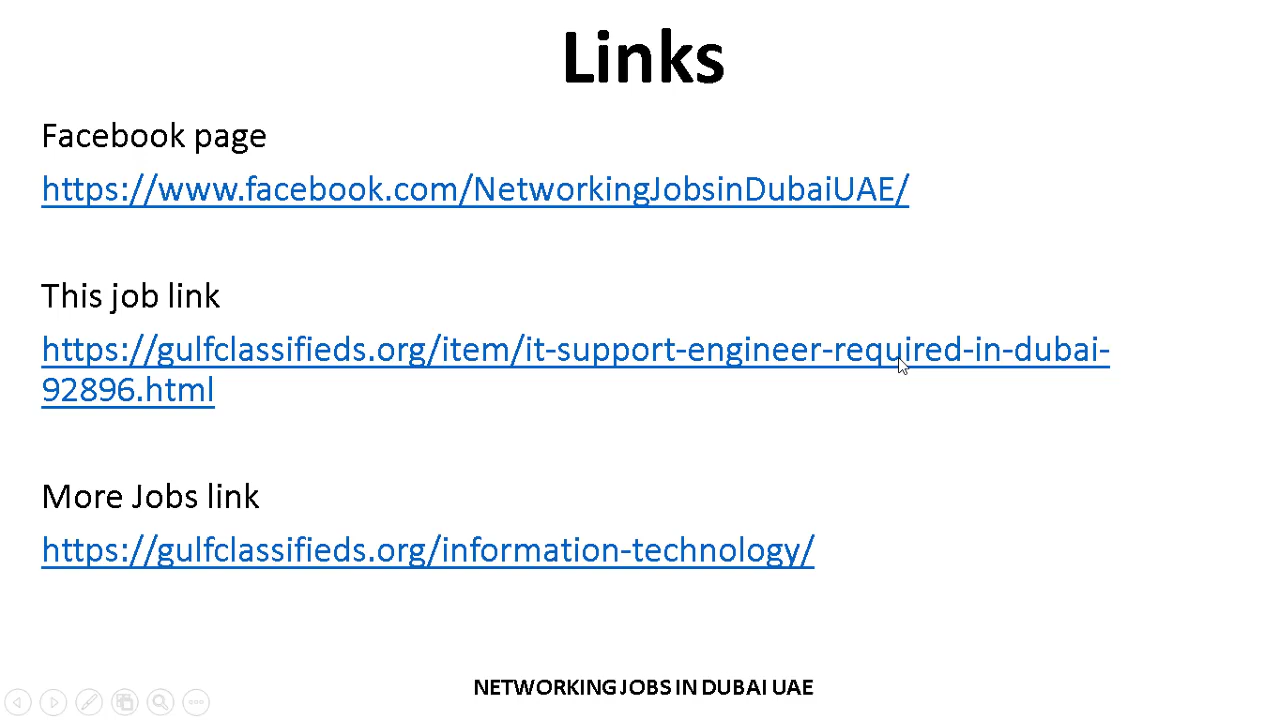 Links
Facebook page
https://www.facebook.com/NetworkingJobsinDubaiUAE/
This job link
https://gulfclassifieds.org/item/it-support-engineer-required-in-dubai-
92896.html
More Jobs link
https://gulfclassifieds.org/information-technology/
NETWORKING JOBS IN DUBAI UAE